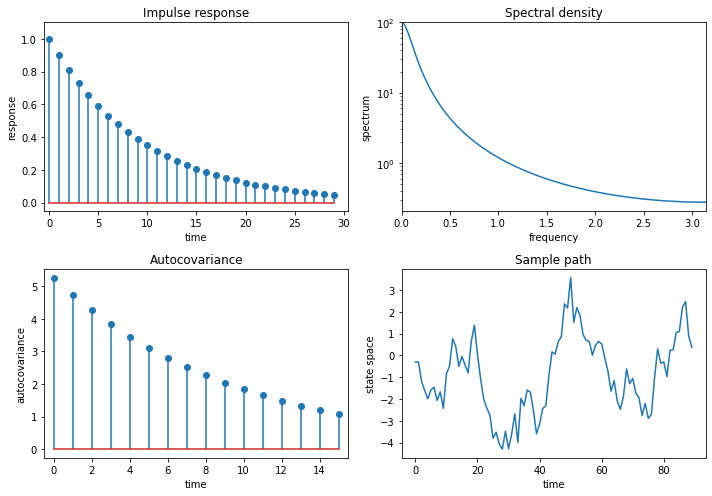 Impulse response
1.0
0.8
0.6
0.4
0.2
0.0
response
0 5 10 15 20 25 30
time
Spectral density
10²
10¹
10⁰
spectrum
0.0 0.5 1.0 1.5 2.0 2.5 3.0
frequency
Autocovariance
5
4
3
2
1
0
autocovariance
0 2 4 6 8 10 12 14
time
Sample path
3
2
1
0
−1
−2
−3
−4
state space
0 20 40 60 80
time